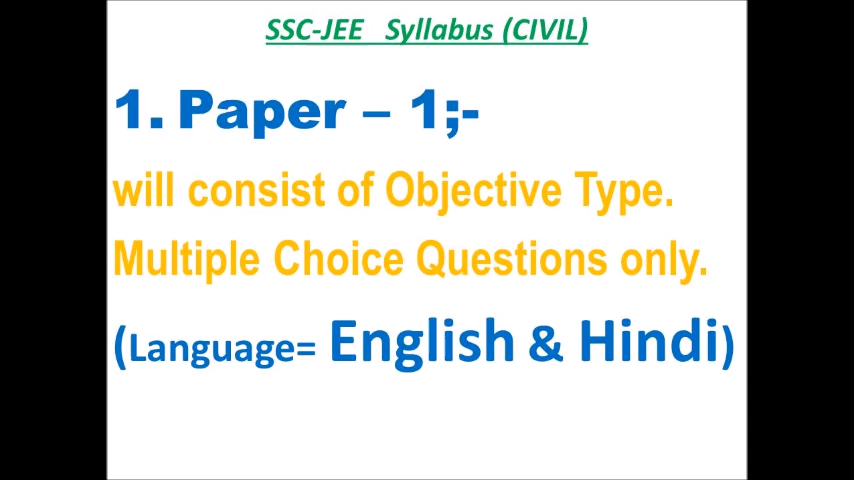 SSC-JEE Syllabus (CIVIL)
1. Paper – 1;-
will consist of Objective Type.
Multiple Choice Questions only.
(Language= English & Hindi)